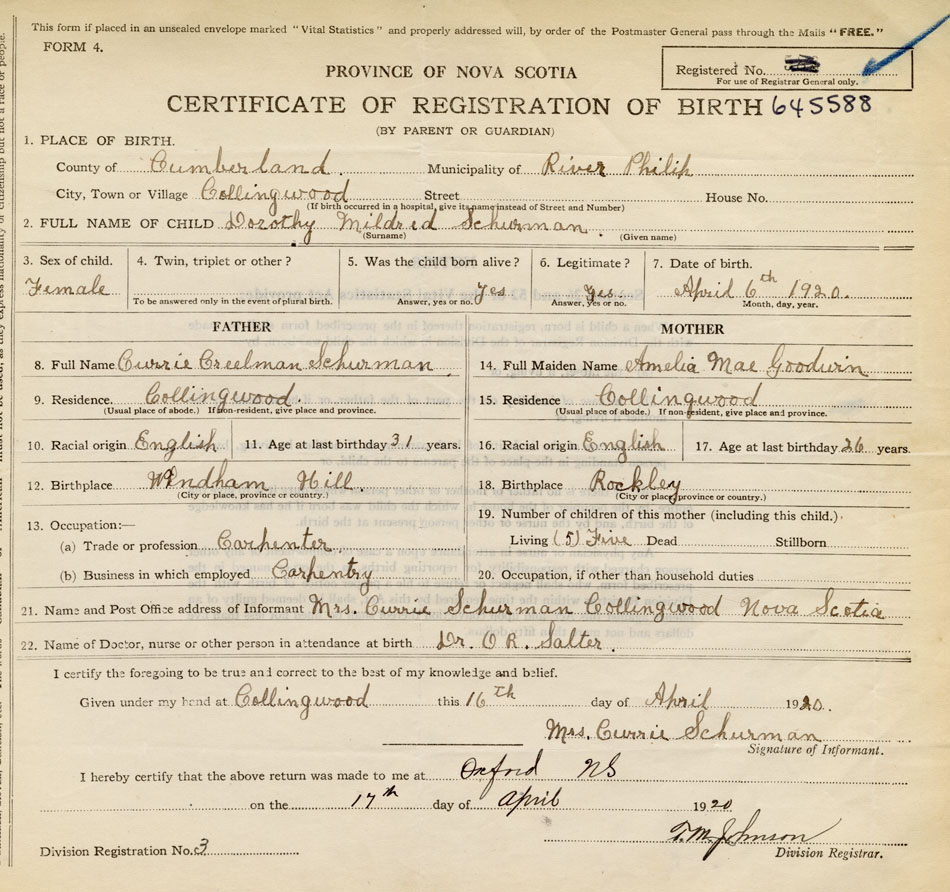 This form if placed in an unsealed envelope marked "Vital Statistics" and properly addressed will, by order of the Postmaster General pass through the Mails "FREE."
FORM 4.
Registered No.
For use of Registrar General only.
PROVINCE OF NOVA SCOTIA
CERTIFICATE OF REGISTRATION OF BIRTH 645588
(BY PARENT OR GUARDIAN)
1. PLACE OF BIRTH.
County of Cumberland. Municipality of River Philip
City, Town or Village Collingwood Street House No.
(If birth occurred in a hospital, give its name instead of Street and Number)
2. FULL NAME OF CHILD Dorothy Mildred Schurman.
(Surname) (Given name)
3. Sex of child. 4. Twin, triplet or other? 5. Was the child born alive? 6. Legitimate? 7. Date of birth.
Female Yes Yes. April 6th 1920.
To be answered only in the event of plural birth. Answer, yes or no. Answer, yes or no. Month, day, year.
FATHER MOTHER
8. Full Name Currie Creelman Schurman. 14. Full Maiden Name Amelia Mae Goodwin
9. Residence. Collingwood. 15. Residence Collingwood
(Usual place of abode.) If non-resident, give place and province. (Usual place of abode.) If non-resident, give place and province.
10. Racial origin English 11. Age at last birthday 31 years. 16. Racial origin English 17. Age at last birthday 26 years.
12. Birthplace Windham Hill. 18. Birthplace Rockley
(City or place, province or country.) (City or place, province or country.)
13. Occupation:— 19. Number of children of this mother (including this child.)
(a) Trade or profession Carpenter. Living (5) Five Dead Stillborn
(b) Business in which employed Carpentry 20. Occupation, if other than household duties
21. Name and Post Office address of Informant Mrs. Currie Schurman Collingwood Nova Scotia
22. Name of Doctor, nurse or other person in attendance at birth Dr. O R. Salter.
I certify the foregoing to be true and correct to the best of my knowledge and belief.
Given under my hand at Collingwood this 16th day of April 1920.
Mrs. Currie Schurman
Signature of Informant.
I hereby certify that the above return was made to me at Oxford NS
on the 17th day of April 1920
T.M. Johnson
Division Registration No. 3 Division Registrar.